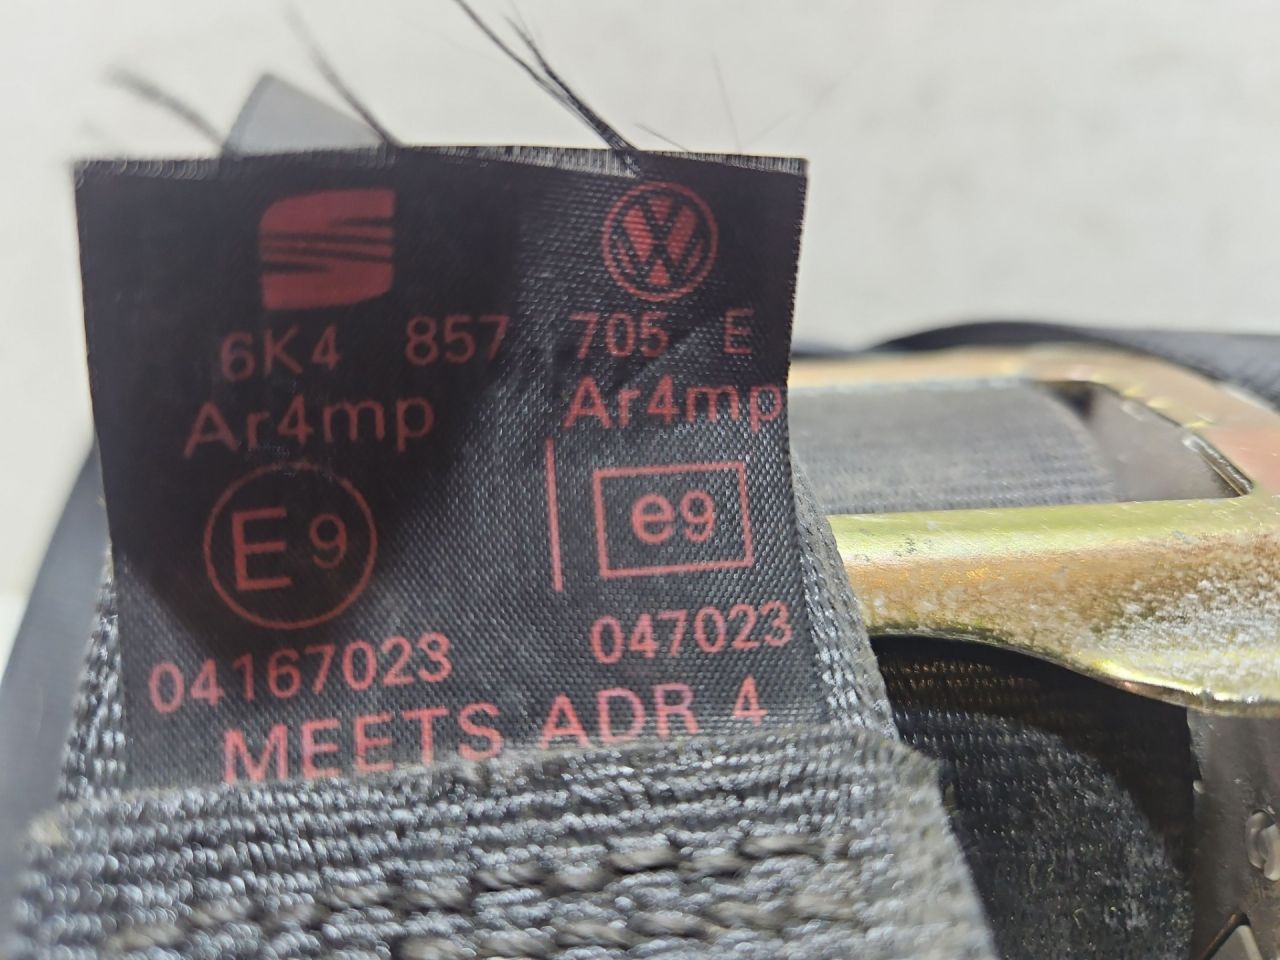 6K4 857 705 E
Ar4mp Ar4mp
E9 e9
04167023 047023
MEETS ADR 4